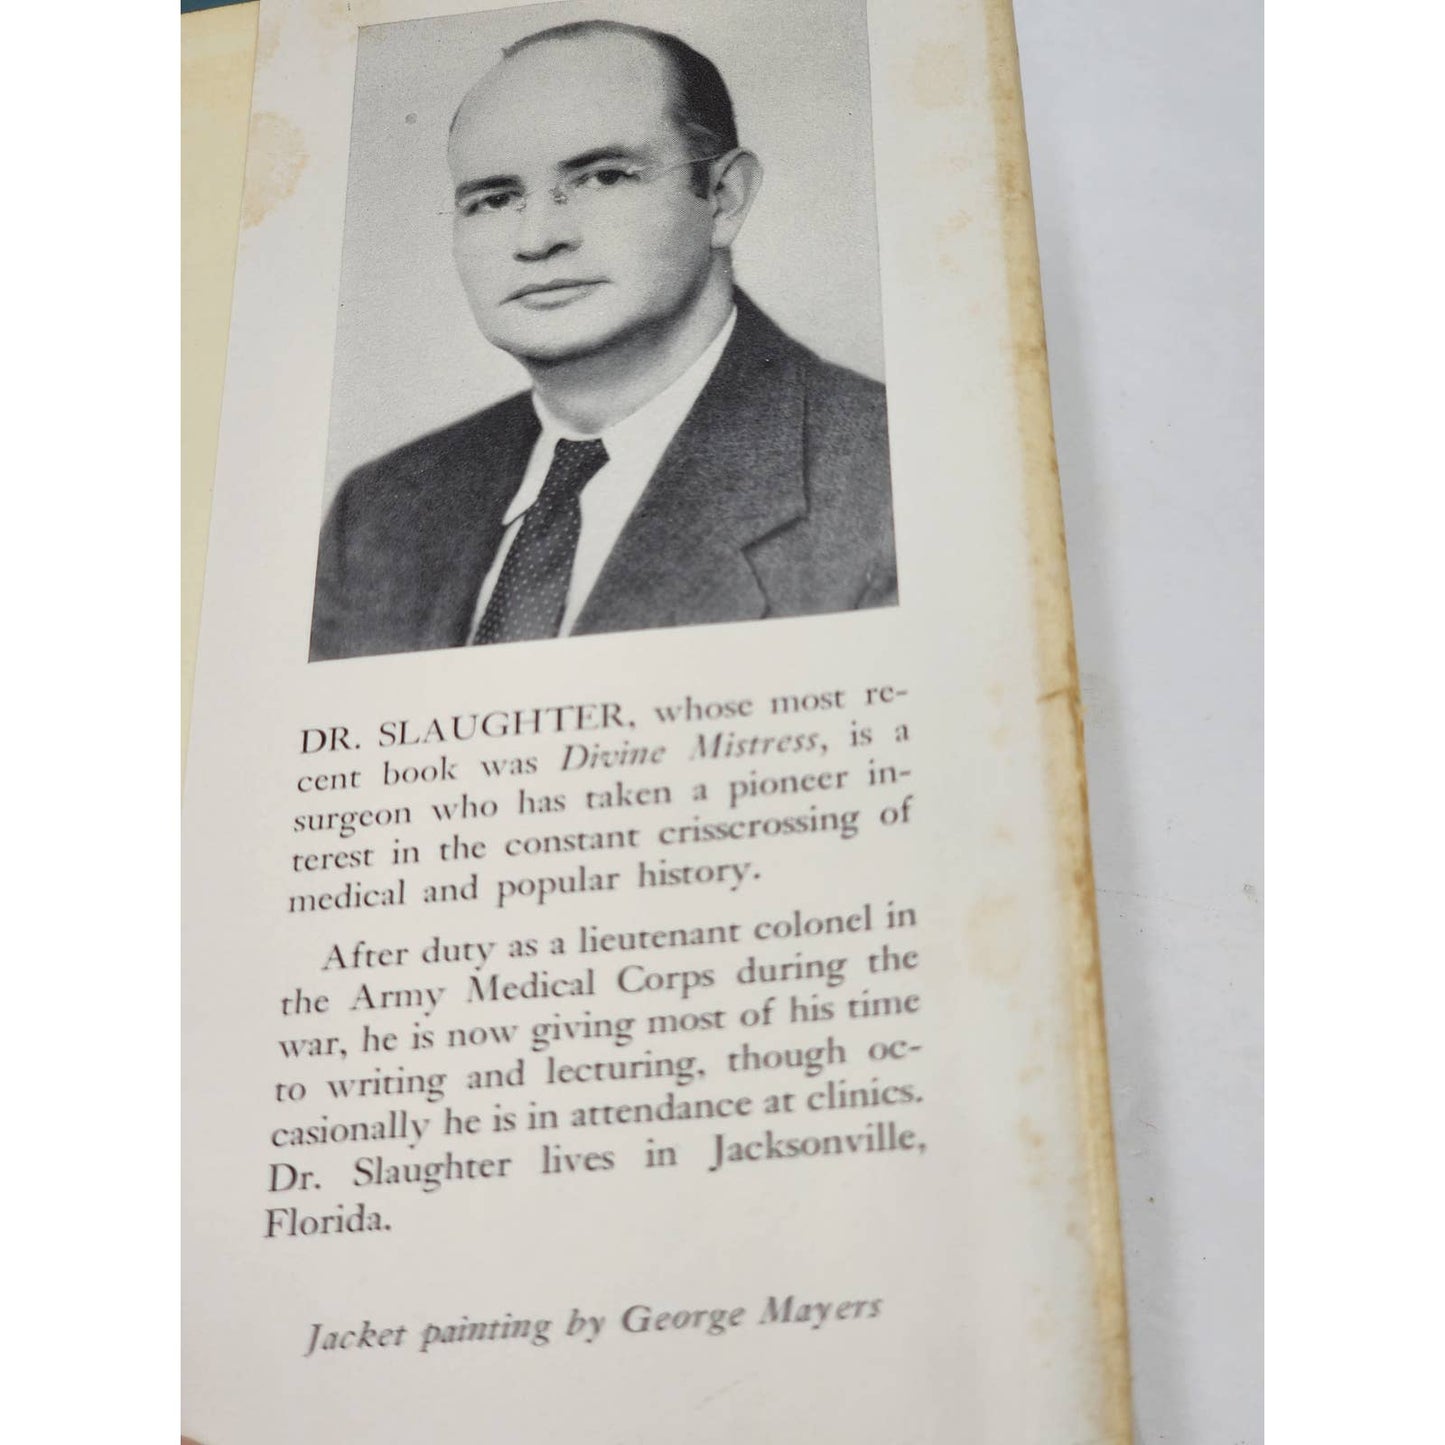 DR. SLAUGHTER, whose most re-
cent book was Divine Mistress, is a
surgeon who has taken a pioneer in-
terest in the constant crisscrossing of
medical and popular history.
After duty as a lieutenant colonel in
the Army Medical Corps during the
war, he is now giving most of his time
to writing and lecturing, though oc-
casionally he is in attendance at clinics.
Dr. Slaughter lives in Jacksonville,
Florida.
Jacket painting by George Mayers